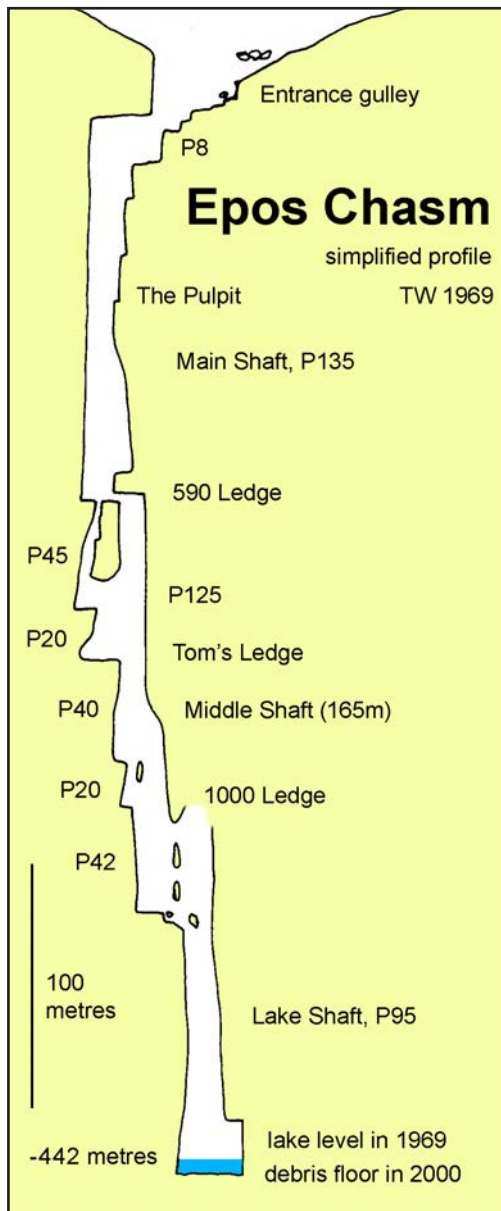 Entrance gulley
P8
Epos Chasm
simplified profile
The Pulpit
TW 1969
Main Shaft, P135
590 Ledge
P45
P125
P20
Tom's Ledge
P40
Middle Shaft (165m)
P20
1000 Ledge
P42
100
metres
Lake Shaft, P95
-442 metres
lake level in 1969
debris floor in 2000